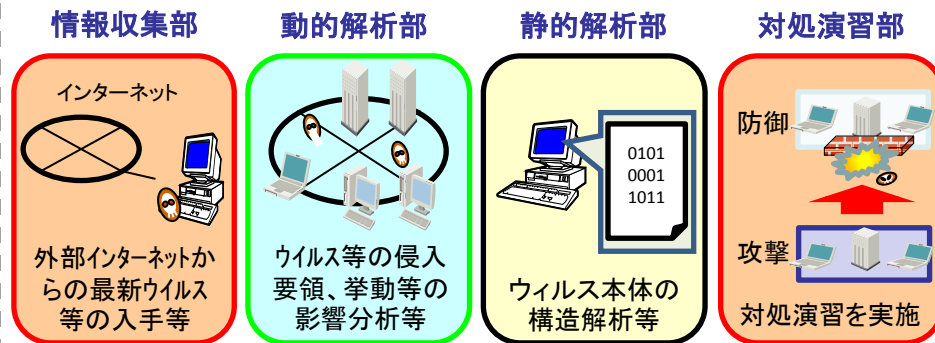 情報収集部
インターネット
外部インターネットか
らの最新ウイルス
等の入手等
動的解析部
ウイルス等の侵入
要領、挙動等の
影響分析等
静的解析部
0101
0001
1011
ウィルス本体の
構造解析等
対処演習部
防御
攻撃
対処演習を実施